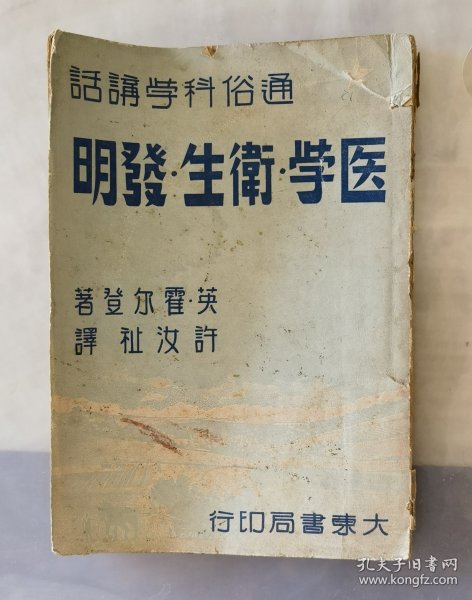 通俗科学講話
医学·衛生·發明
英·霍尔登著
許汝祉譯
大東書局印行
孔夫子旧书网
www.kongfz.com